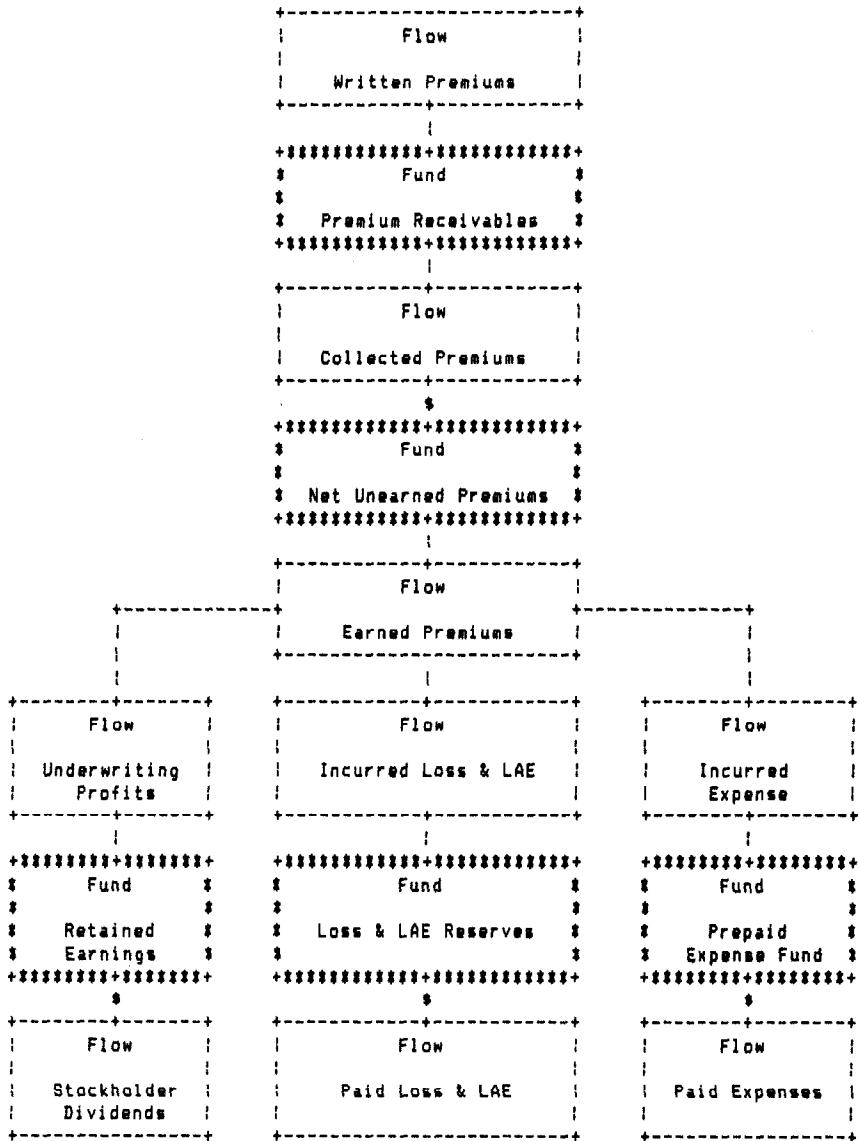 Flow
Written Premiums
Fund
Premium Receivables
Flow
Collected Premiums
$
Fund
Net Unearned Premiums
Flow
Earned Premiums
Flow Flow Flow
Underwriting Incurred Loss & LAE Incurred
Profits Expense
Fund Fund Fund
Retained Loss & LAE Reserves Prepaid
Earnings Expense Fund
$ $ $
Flow Flow Flow
Stockholder Paid Loss & LAE Paid Expenses
Dividends